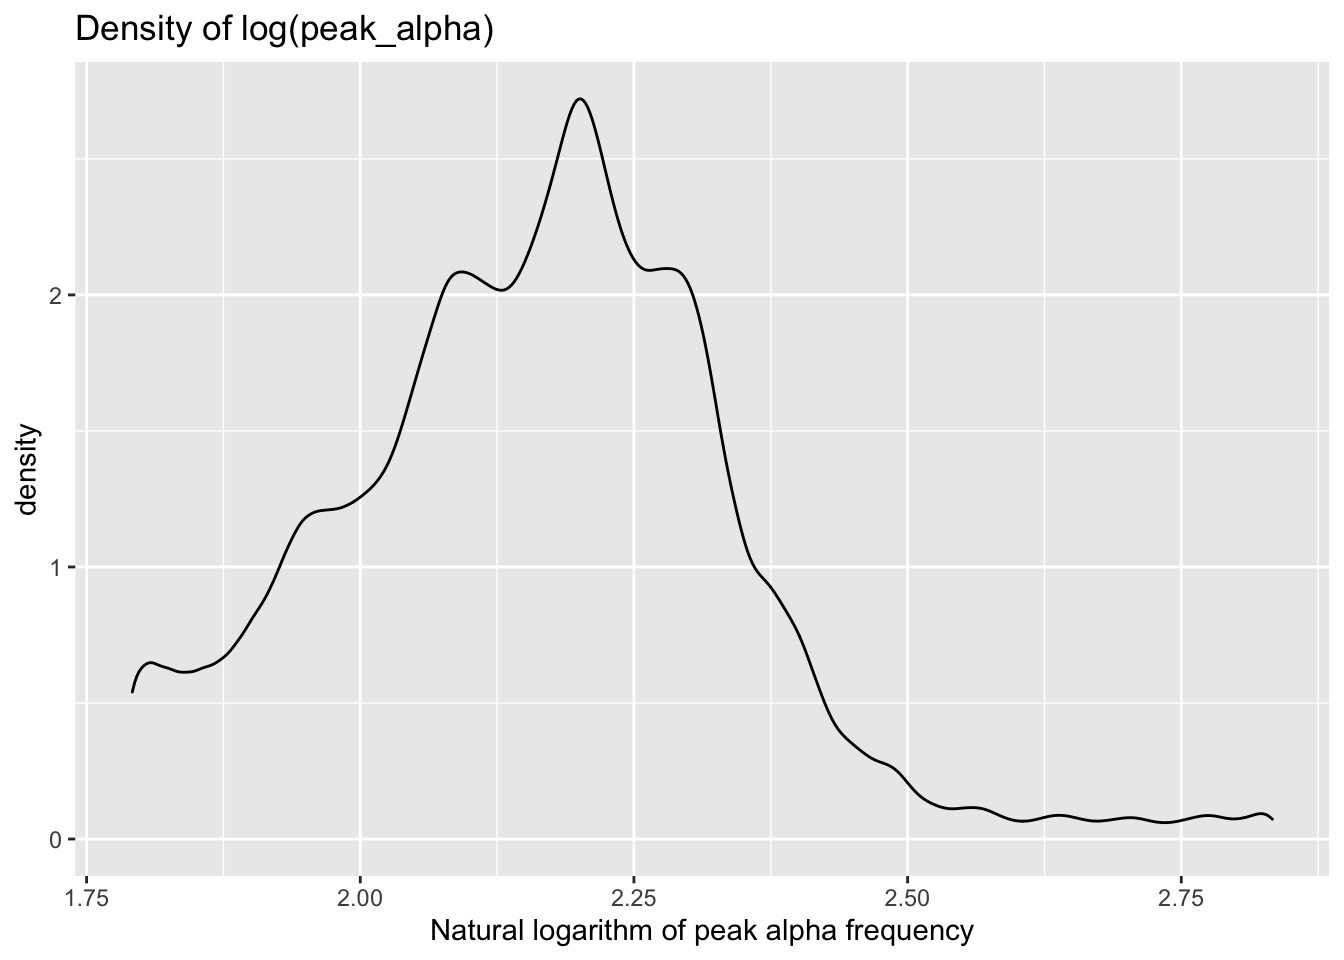 Density of log(peak_alpha)
density
2
1
0
1.75 2.00 2.25 2.50 2.75
Natural logarithm of peak alpha frequency